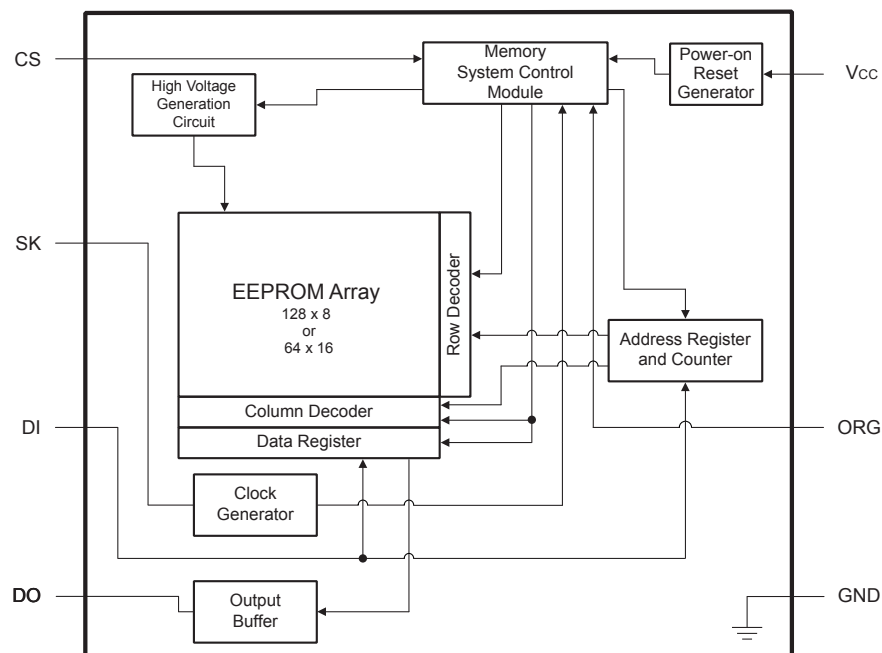 CS
Memory
System Control
Module
Power-on
Reset
Generator
VCC
High Voltage
Generation
Circuit
SK
EEPROM Array
128 x 8
or
64 x 16
Row Decoder
Address Register
and Counter
Column Decoder
DI
Data Register
ORG
Clock
Generator
DO
Output
Buffer
GND